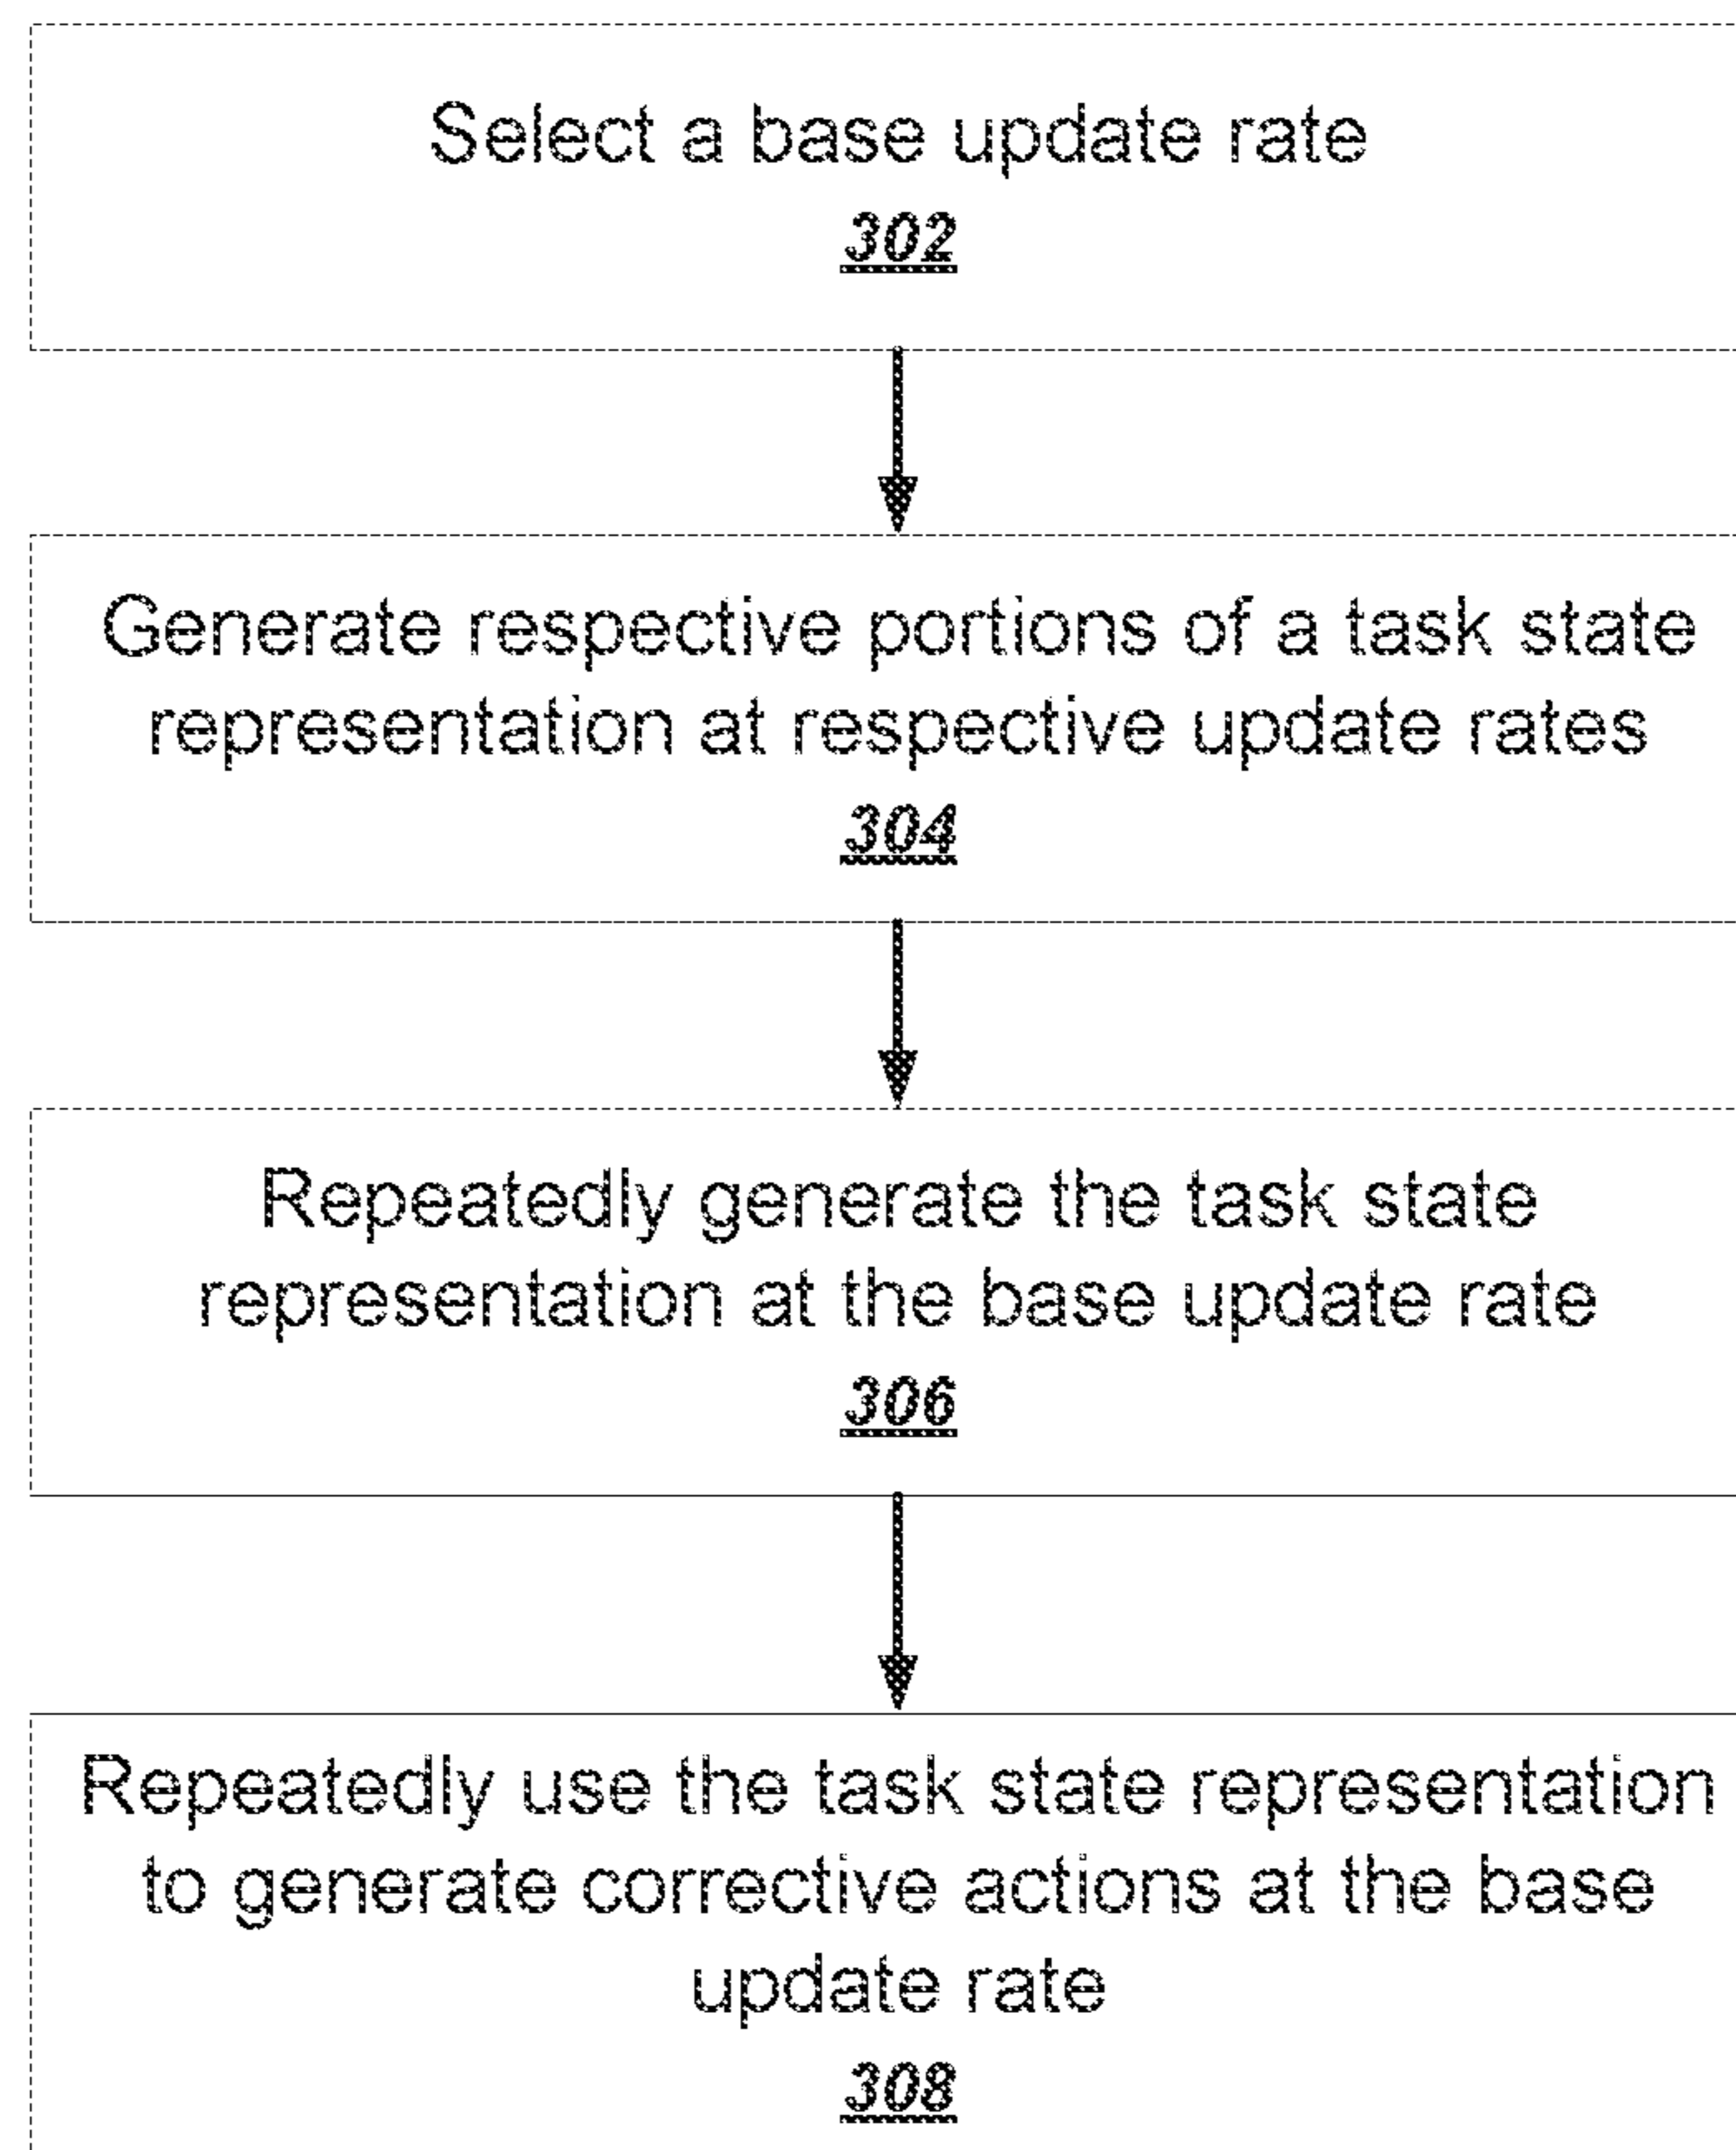 Select a base update rate
302
Generate respective portions of a task state
representation at respective update rates
304
Repeatedly generate the task state
representation at the base update rate
306
Repeatedly use the task state representation
to generate corrective actions at the base
update rate
308